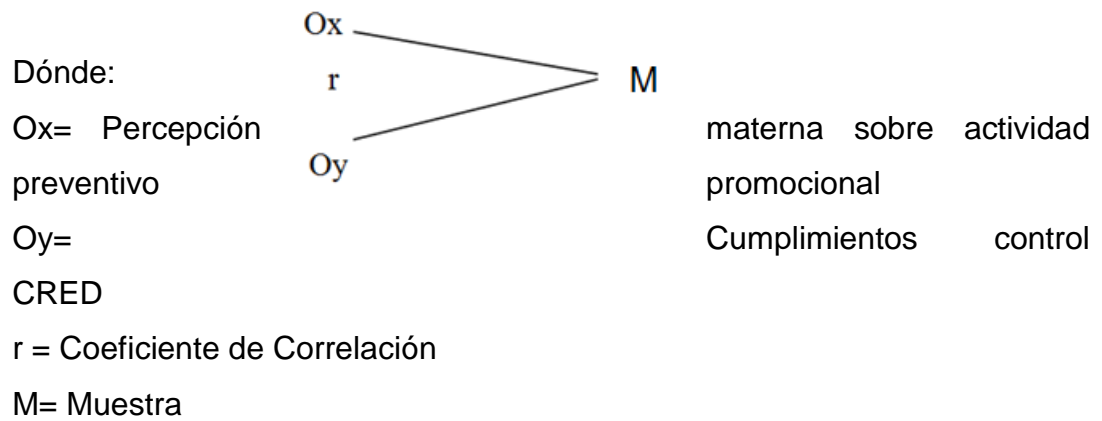 Ox
Dónde:
r
M
Ox= Percepción materna sobre actividad
Oy
preventivo promocional
Oy= Cumplimientos control
CRED
r = Coeficiente de Correlación
M= Muestra